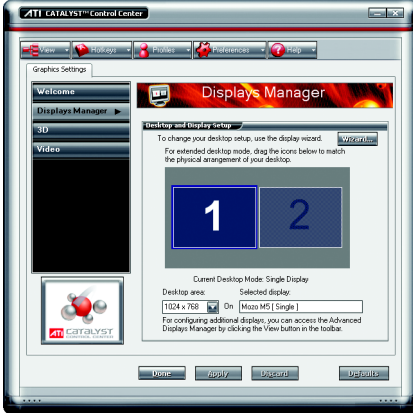 ATI CATALYST™ Control Center
View
Hotkeys
Profiles
Preferences
Help
Graphics Settings
Welcome
Displays Manager
3D
Video
Displays Manager
Desktop and Display Setup
To change your desktop setup, use the display wizard.
Wizard...
For extended desktop mode, drag the icons below to match
the physical arrangement of your desktop.
1
2
Current Desktop Mode: Single Display
Desktop area:
Selected display:
1024 x 768
On
Mozo M5 [ Single ]
For configuring additional displays, you can access the Advanced
Displays Manager by clicking the View button in the toolbar.
ATI CATALYST
CONTROL CENTER
Done
Apply
Discard
Defaults